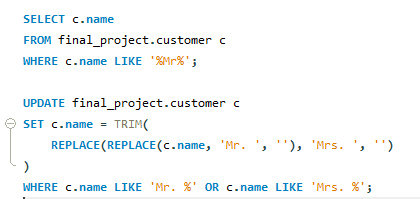 SELECT c.name
FROM final_project.customer c
WHERE c.name LIKE '%Mr%';
UPDATE final_project.customer c
SET c.name = TRIM(
REPLACE(REPLACE(c.name, 'Mr. ', ''), 'Mrs. ', '')
)
WHERE c.name LIKE 'Mr. %' OR c.name LIKE 'Mrs. %';